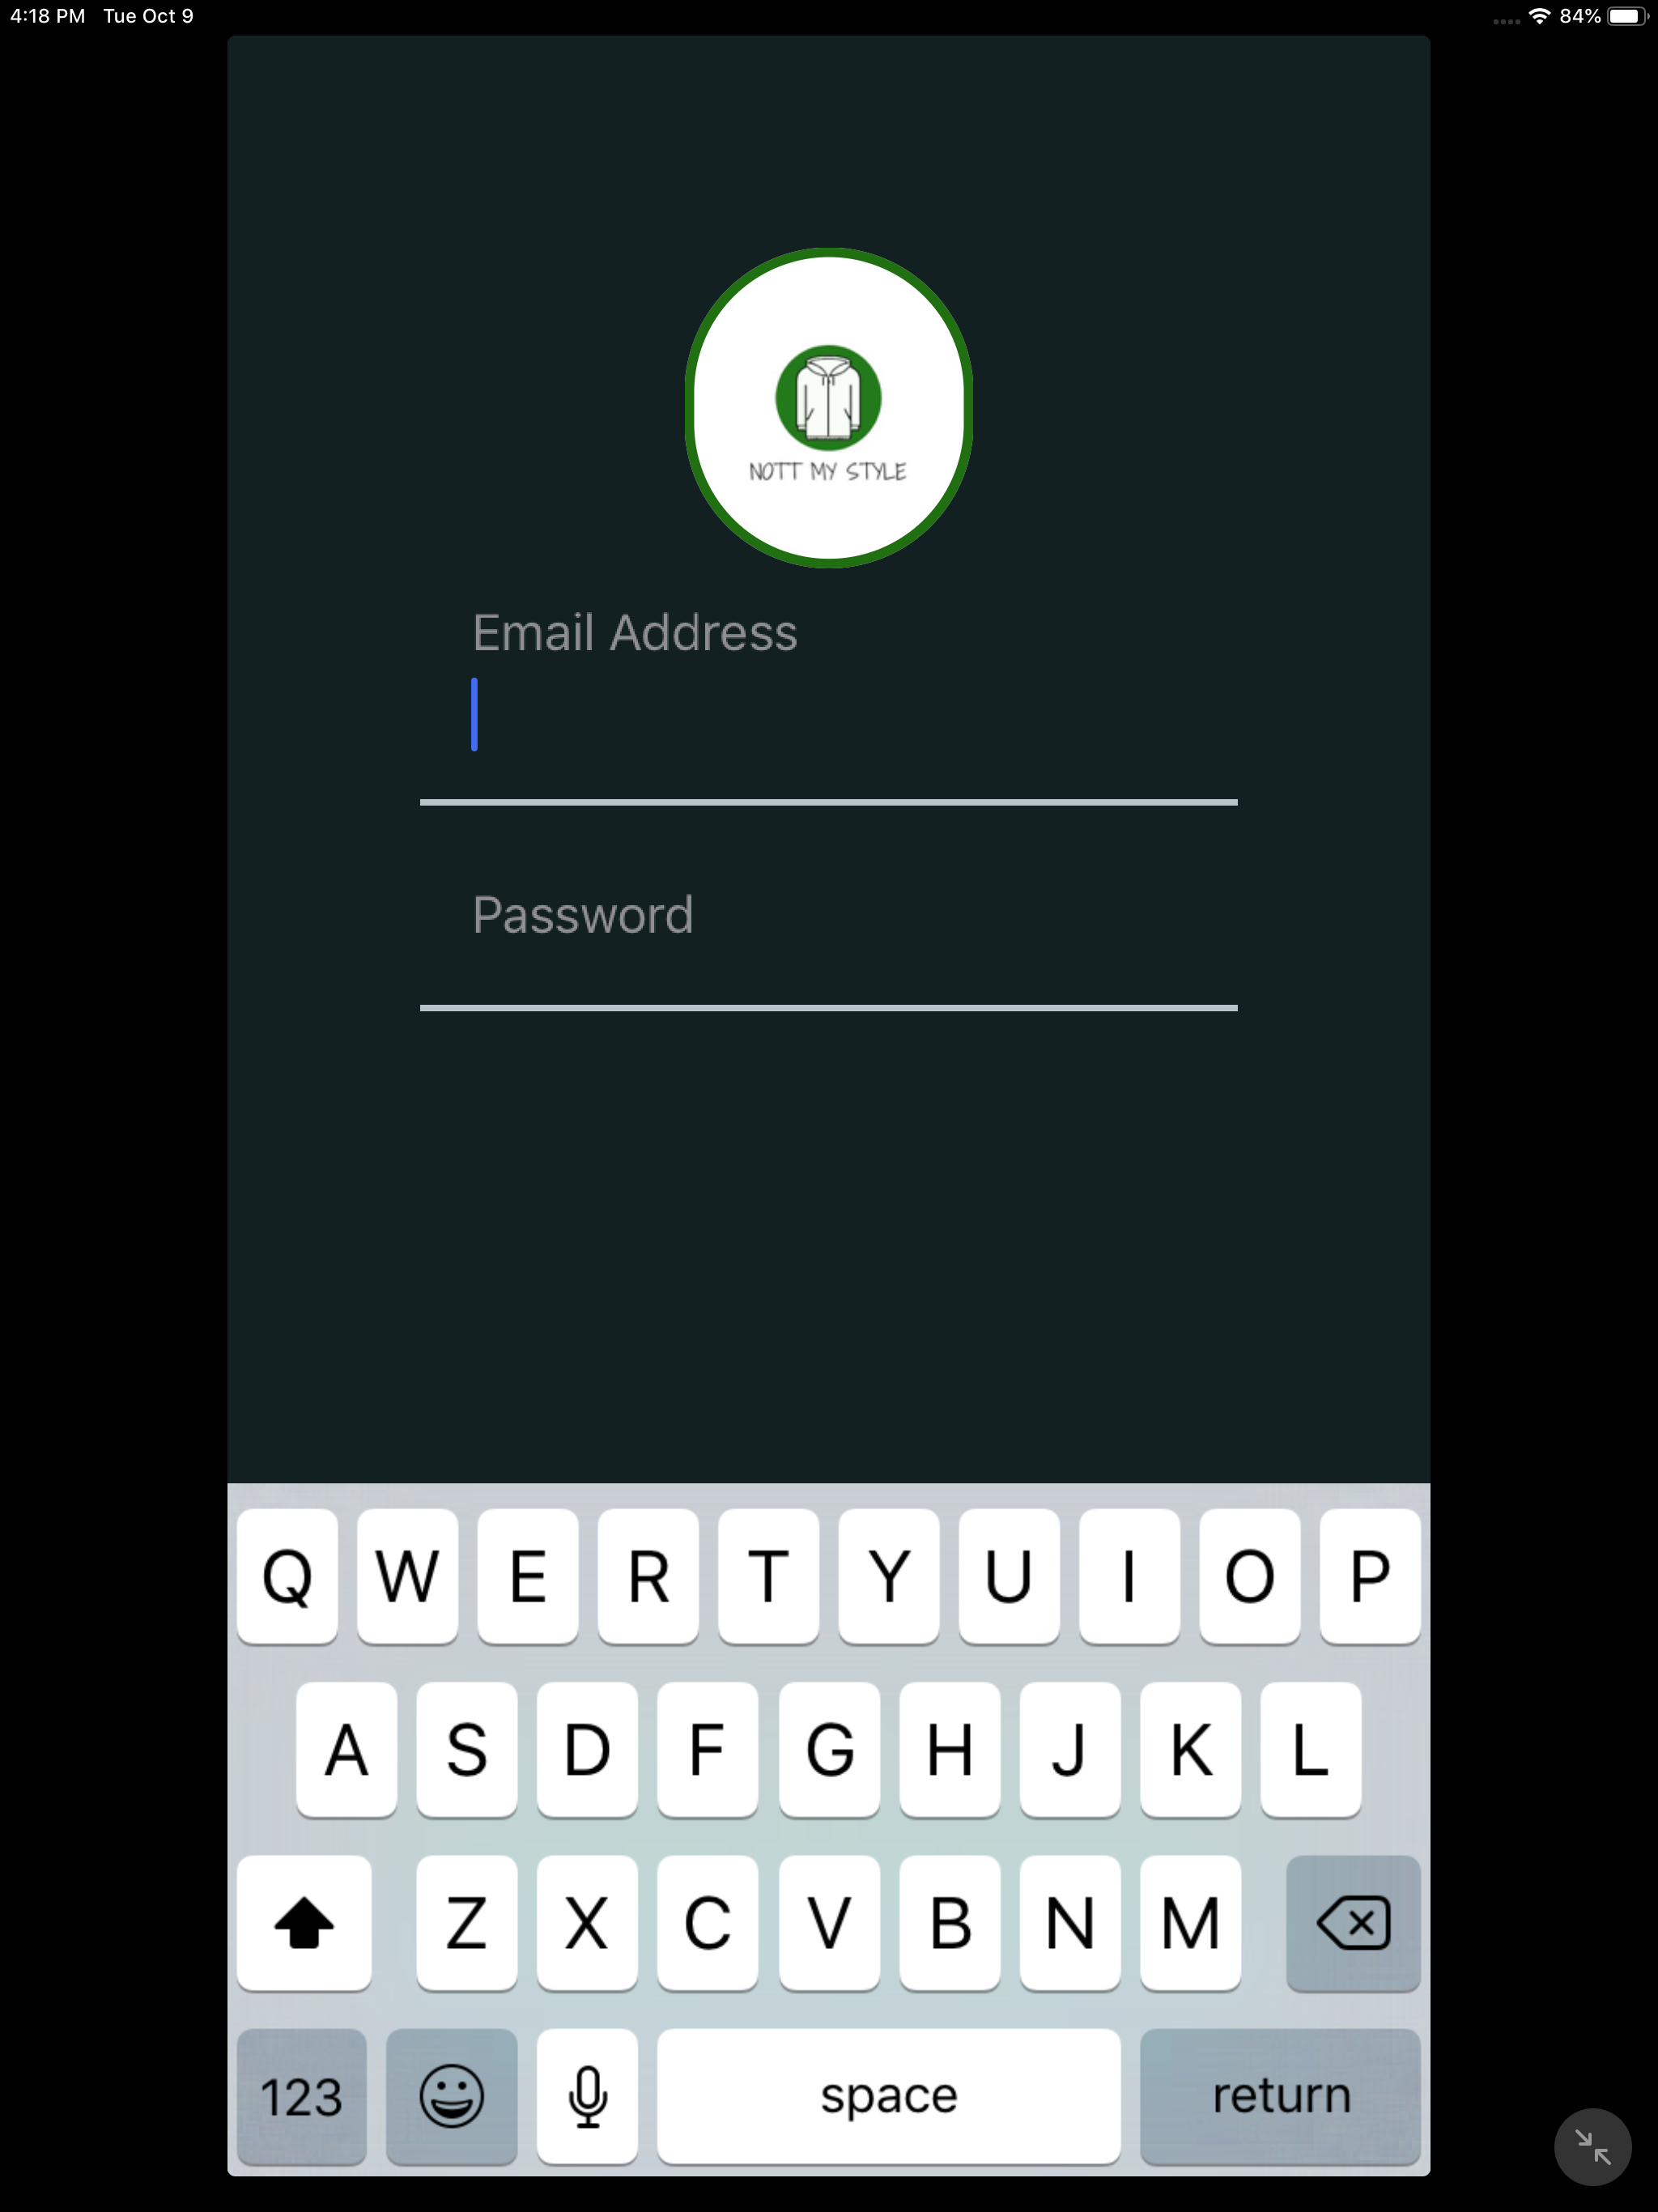 4:18 PM Tue Oct 9 84%
NOTT MY STYLE
Email Address
Password
Q W E R T Y U I O P
A S D F G H J K L
Z X C V B N M
123 space return